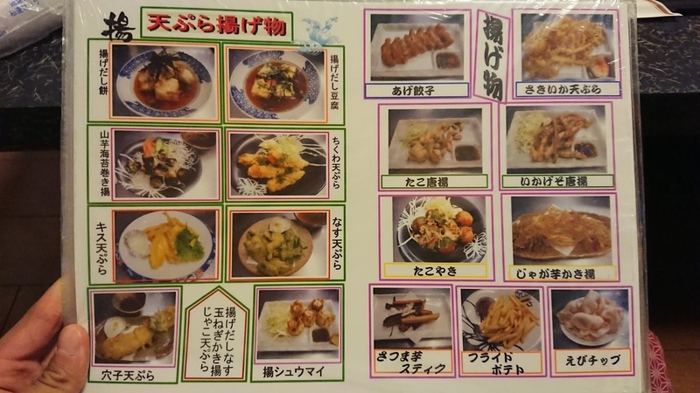 揚
天ぷら揚げ物
揚げだし餅
揚げだし豆腐
山芋海苔巻き揚
ちくわ天ぷら
キス天ぷら
なす天ぷら
穴子天ぷら
揚げだしなす
玉ねぎかき揚
じゃこ天ぷら
揚シュウマイ
揚げ物
あげ餃子
さきいか天ぷら
たこ唐揚
いかげそ唐揚
たこやき
じゃが芋かき揚
さつま芋
スティク
フライド
ポテト
えびチップ